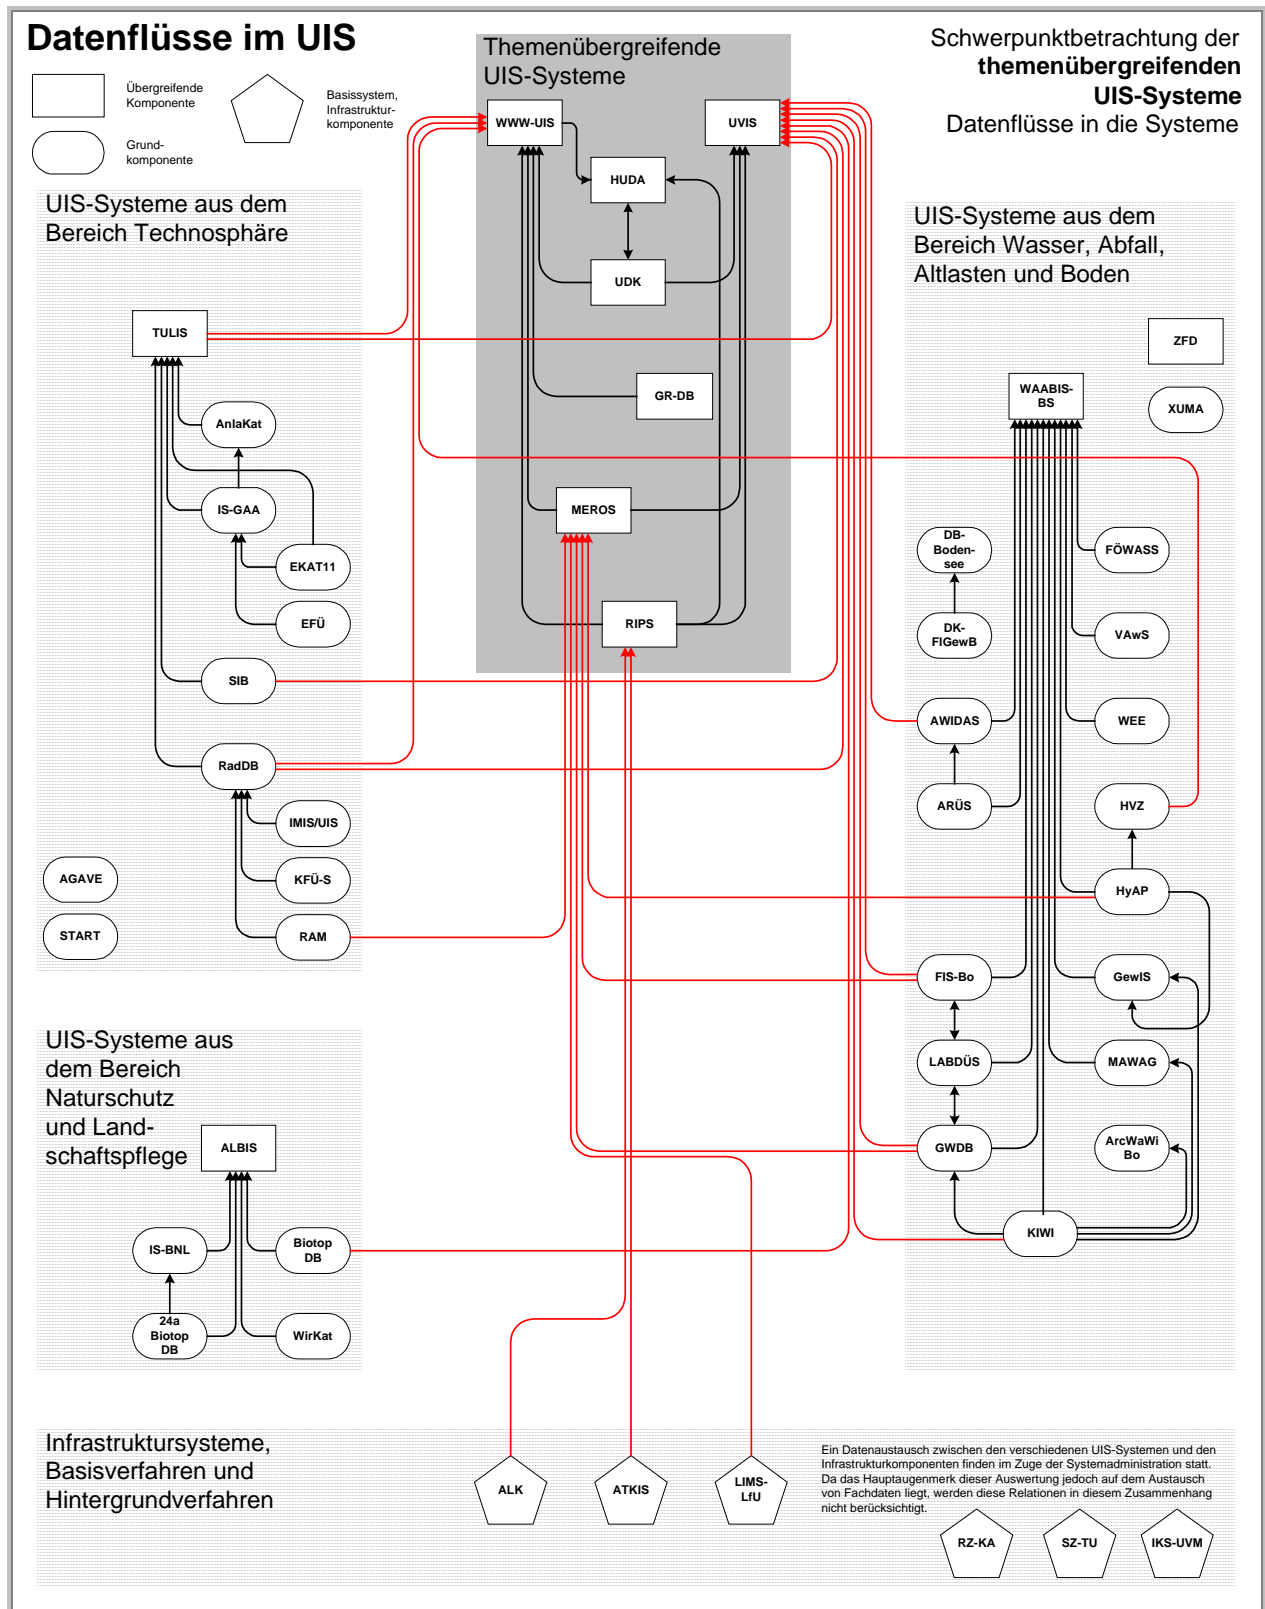 Datenflüsse im UIS
Übergreifende
Komponente
Grund-
komponente
Basissystem,
Infrastruktur-
komponente
Themenübergreifende
UIS-Systeme
Schwerpunktbetrachtung der
themenübergreifenden
UIS-Systeme
Datenflüsse in die Systeme
WWW-UIS
UVIS
HUDA
UDK
GR-DB
MEROS
RIPS
UIS-Systeme aus dem
Bereich Technosphäre
TULIS
AnlaKat
IS-GAA
EKAT11
EFÜ
SIB
RadDB
IMIS/UIS
KFÜ-S
RAM
AGAVE
START
UIS-Systeme aus dem
Bereich Wasser, Abfall,
Altlasten und Boden
ZFD
WAABIS-
BS
XUMA
DB-
Boden-
see
FÖWASS
DK-
FlGewB
VAwS
AWIDAS
WEE
ARÜS
HVZ
HyAP
FIS-Bo
GewIS
LABDÜS
MAWAG
GWDB
ArcWaWi
Bo
KIWI
UIS-Systeme aus
dem Bereich
Naturschutz
und Land-
schaftspflege
ALBIS
IS-BNL
Biotop
DB
24a
Biotop
DB
WirKat
Infrastruktursysteme,
Basisverfahren und
Hintergrundverfahren
ALK
ATKIS
LIMS-
LfU
Ein Datenaustausch zwischen den verschiedenen UIS-Systemen und den
Infrastrukturkomponenten finden im Zuge der Systemadministration statt.
Da das Hauptaugenmerk dieser Auswertung jedoch auf dem Austausch
von Fachdaten liegt, werden diese Relationen in diesem Zusammenhang
nicht berücksichtigt.
RZ-KA
SZ-TU
IKS-UVM